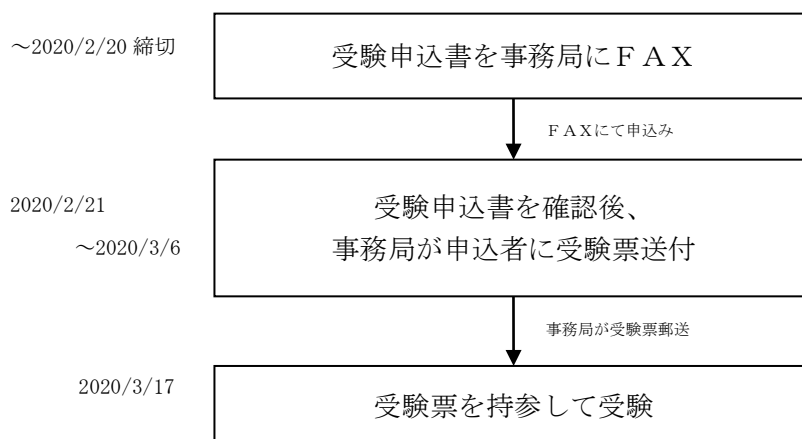 ～2020/2/20 締切
受験申込書を事務局にＦＡＸ
ＦＡＸにて申込み
2020/2/21
～2020/3/6
受験申込書を確認後、
事務局が申込者に受験票送付
事務局が受験票郵送
2020/3/17
受験票を持参して受験